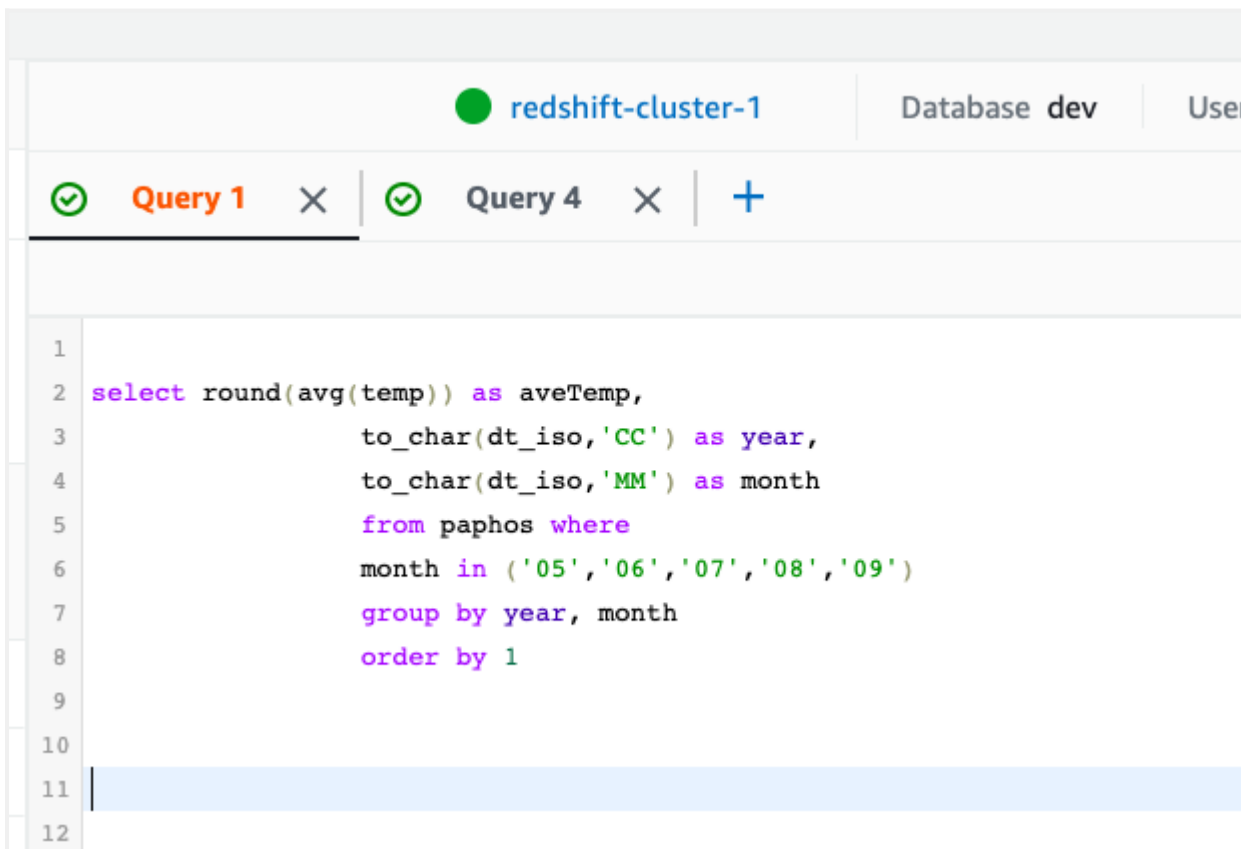 redshift-cluster-1 Database dev User
Query 1 Query 4 +
1
2 select round(avg(temp)) as aveTemp,
3 to_char(dt_iso,'CC') as year,
4 to_char(dt_iso,'MM') as month
5 from paphos where
6 month in ('05','06','07','08','09')
7 group by year, month
8 order by 1
9
10
11
12